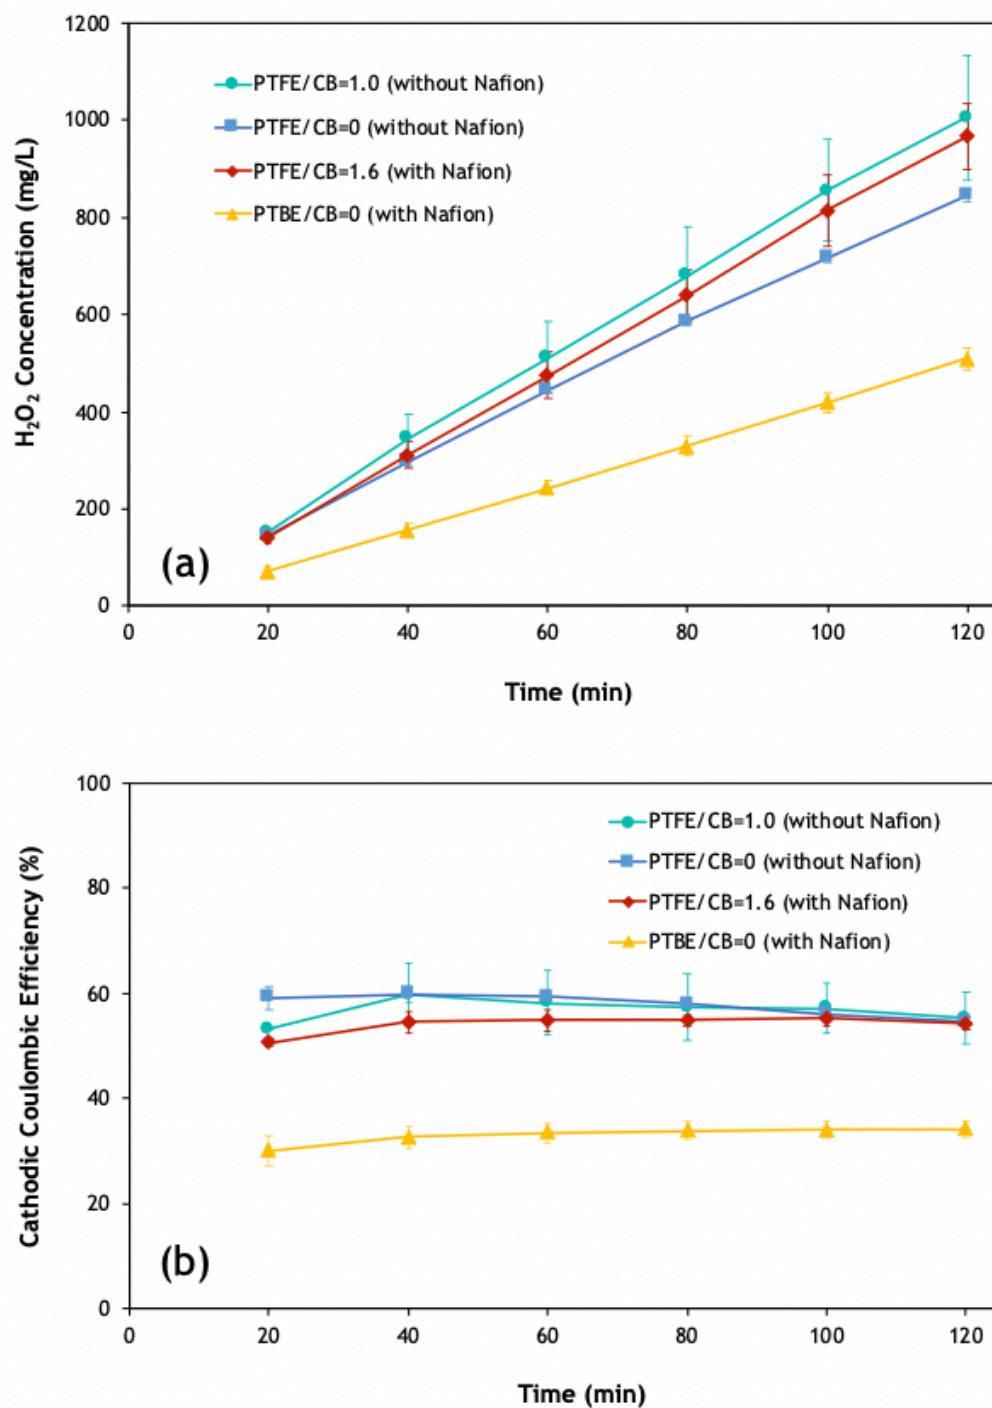 1200
1000
800
600
400
200
0
H₂O₂ Concentration (mg/L)
PTFE/CB=1.0 (without Nafion)
PTFE/CB=0 (without Nafion)
PTFE/CB=1.6 (with Nafion)
PTBE/CB=0 (with Nafion)
(a)
0 20 40 60 80 100 120
Time (min)
100
80
60
40
20
0
Cathodic Coulombic Efficiency (%)
PTFE/CB=1.0 (without Nafion)
PTFE/CB=0 (without Nafion)
PTFE/CB=1.6 (with Nafion)
PTBE/CB=0 (with Nafion)
(b)
0 20 40 60 80 100 120
Time (min)